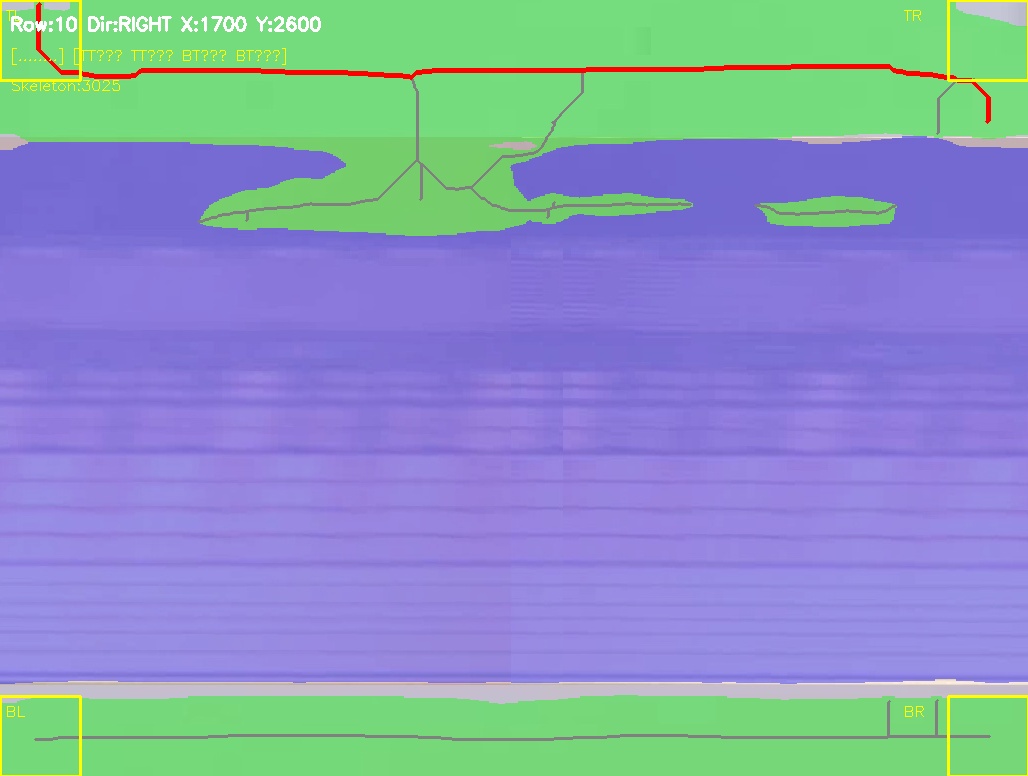 TL
TR
Row:10 Dir:RIGHT X:1700 Y:2600
[.......] [TT??? TT??? BT??? BT???]
Skeleton:3025
BL
BR